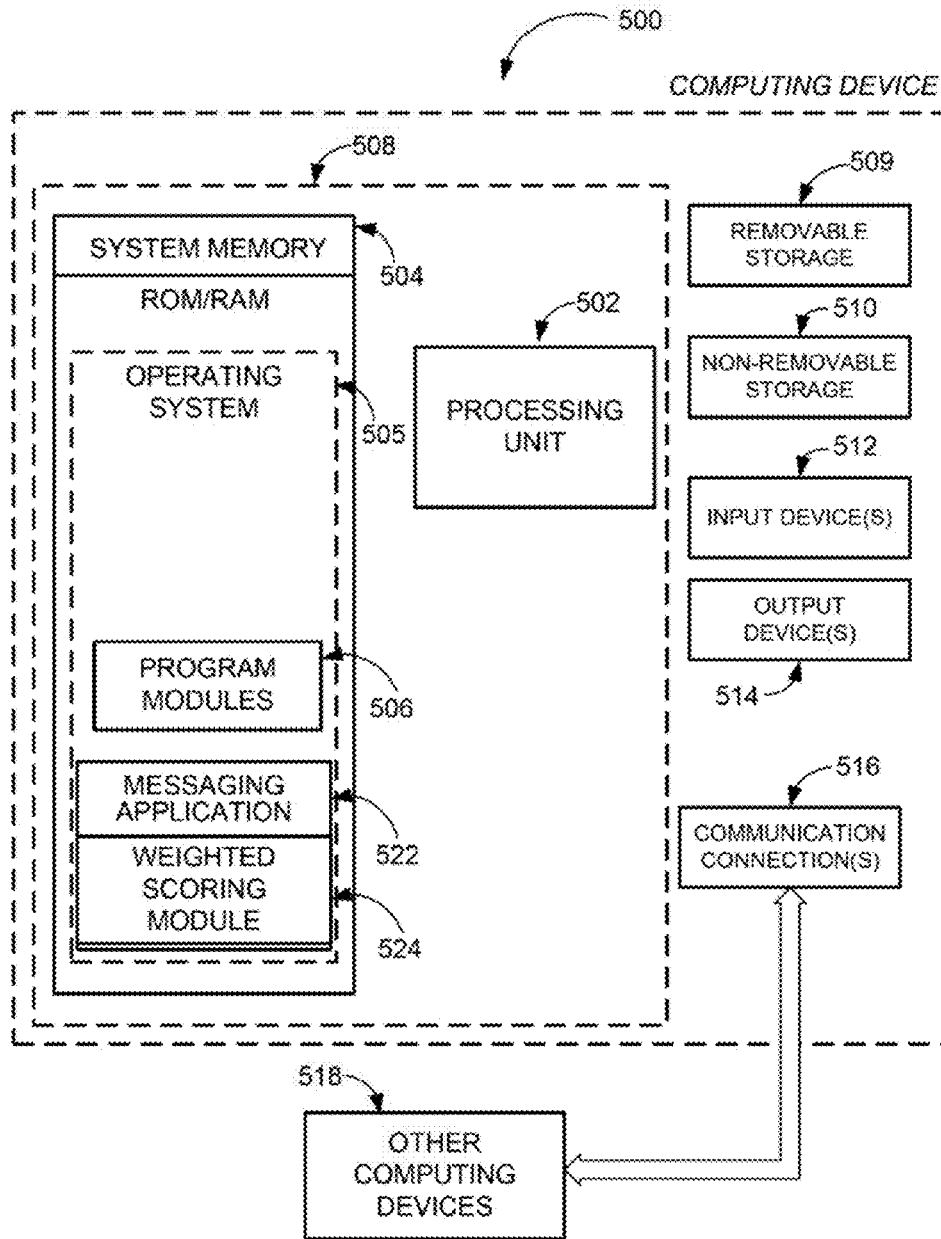 500
COMPUTING DEVICE
508
509
SYSTEM MEMORY
504
REMOVABLE
STORAGE
ROM/RAM
502
510
OPERATING
SYSTEM
505
PROCESSING
UNIT
NON-REMOVABLE
STORAGE
512
INPUT DEVICE(S)
OUTPUT
DEVICE(S)
514
PROGRAM
MODULES
506
516
MESSAGING
APPLICATION
522
COMMUNICATION
CONNECTION(S)
WEIGHTED
SCORING
MODULE
524
518
OTHER
COMPUTING
DEVICES